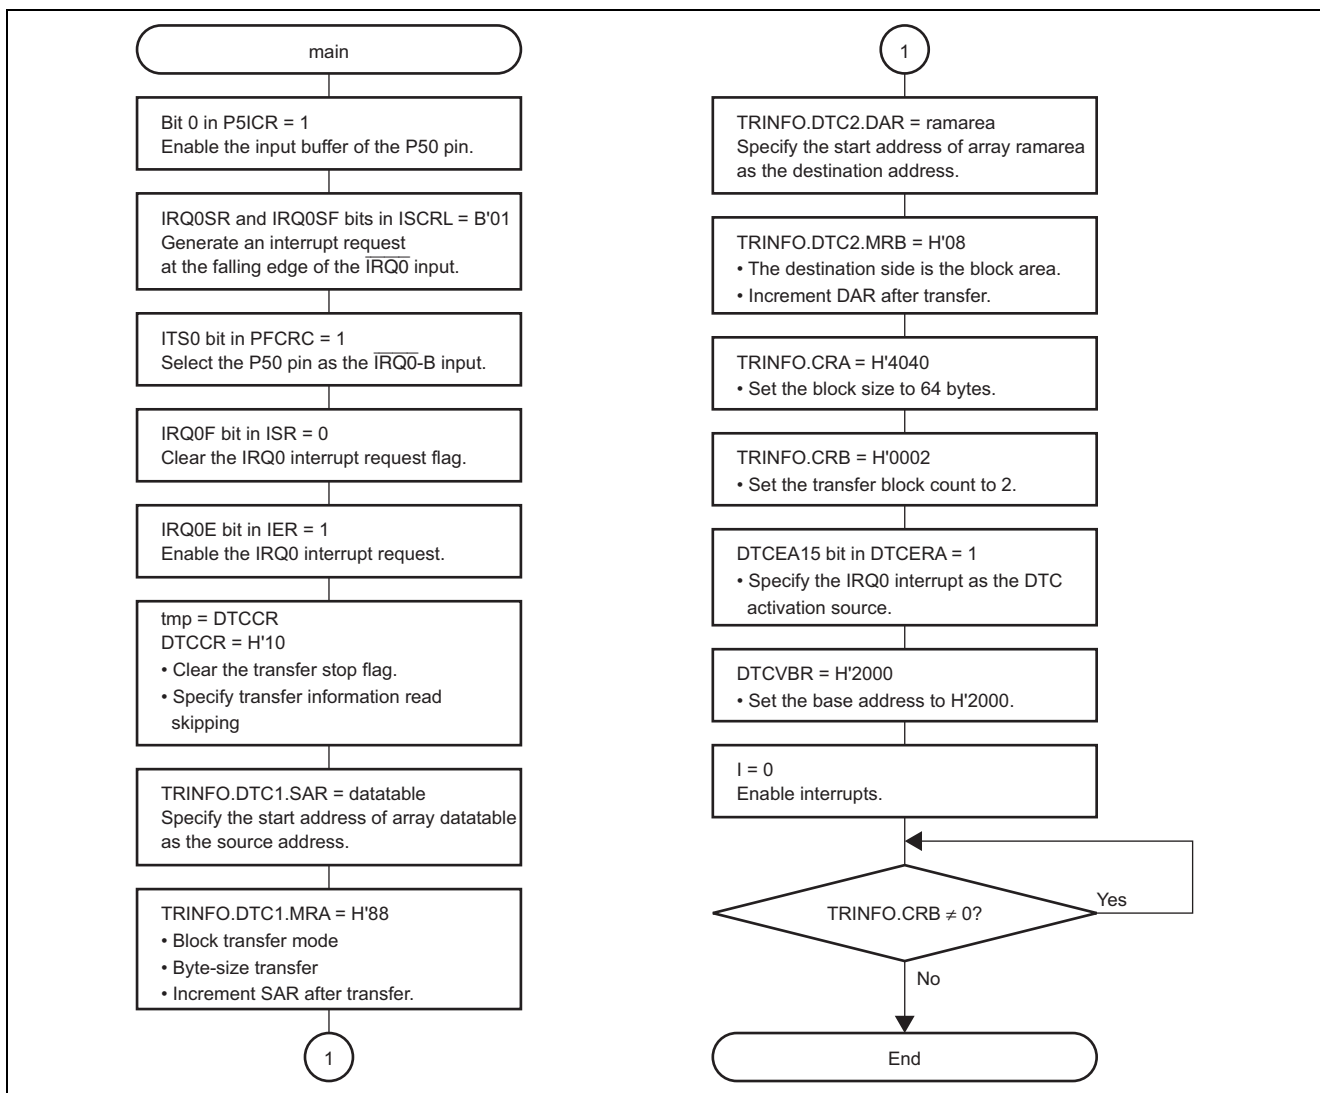 main
Bit 0 in P5ICR = 1
Enable the input buffer of the P50 pin.
IRQ0SR and IRQ0SF bits in ISCRL = B'01
Generate an interrupt request
at the falling edge of the IRQ0 input.
ITS0 bit in PFCRC = 1
Select the P50 pin as the IRQ0-B input.
IRQ0F bit in ISR = 0
Clear the IRQ0 interrupt request flag.
IRQ0E bit in IER = 1
Enable the IRQ0 interrupt request.
tmp = DTCCR
DTCCR = H'10
• Clear the transfer stop flag.
• Specify transfer information read
skipping
TRINFO.DTC1.SAR = datatable
Specify the start address of array datatable
as the source address.
TRINFO.DTC1.MRA = H'88
• Block transfer mode
• Byte-size transfer
• Increment SAR after transfer.
1
1
TRINFO.DTC2.DAR = ramarea
Specify the start address of array ramarea
as the destination address.
TRINFO.DTC2.MRB = H'08
• The destination side is the block area.
• Increment DAR after transfer.
TRINFO.CRA = H'4040
• Set the block size to 64 bytes.
TRINFO.CRB = H'0002
• Set the transfer block count to 2.
DTCEA15 bit in DTCERA = 1
• Specify the IRQ0 interrupt as the DTC
activation source.
DTCVBR = H'2000
• Set the base address to H'2000.
I = 0
Enable interrupts.
TRINFO.CRB ≠ 0?
Yes
No
End